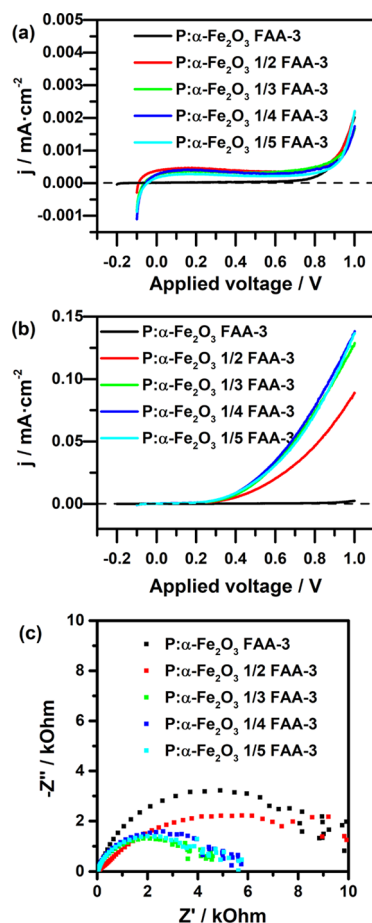 (a)
j / mA·cm⁻²
0.005
0.004
0.003
0.002
0.001
0.000
-0.001
P:α-Fe₂O₃ FAA-3
P:α-Fe₂O₃ 1/2 FAA-3
P:α-Fe₂O₃ 1/3 FAA-3
P:α-Fe₂O₃ 1/4 FAA-3
P:α-Fe₂O₃ 1/5 FAA-3
-0.2 0.0 0.2 0.4 0.6 0.8 1.0
Applied voltage / V
(b)
j / mA·cm⁻²
0.15
0.10
0.05
0.00
P:α-Fe₂O₃ FAA-3
P:α-Fe₂O₃ 1/2 FAA-3
P:α-Fe₂O₃ 1/3 FAA-3
P:α-Fe₂O₃ 1/4 FAA-3
P:α-Fe₂O₃ 1/5 FAA-3
-0.2 0.0 0.2 0.4 0.6 0.8 1.0
Applied voltage / V
(c)
-Z'' / kOhm
10
8
6
4
2
0
P:α-Fe₂O₃ FAA-3
P:α-Fe₂O₃ 1/2 FAA-3
P:α-Fe₂O₃ 1/3 FAA-3
P:α-Fe₂O₃ 1/4 FAA-3
P:α-Fe₂O₃ 1/5 FAA-3
0 2 4 6 8 10
Z' / kOhm